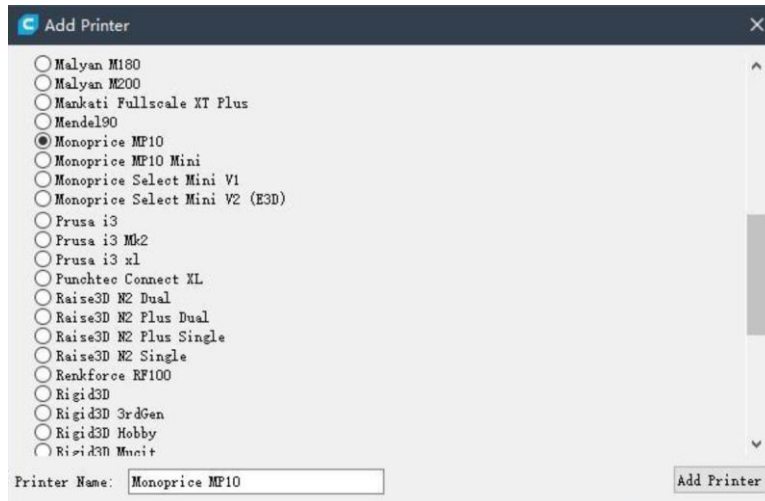 Add Printer
Malyan M180
Malyan M200
Mankati Fullscale XT Plus
Mendel90
Monoprice MP10
Monoprice MP10 Mini
Monoprice Select Mini V1
Monoprice Select Mini V2 (E3D)
Prusa i3
Prusa i3 Mk2
Prusa i3 xl
Punchtec Connect XL
Raise3D N2 Dual
Raise3D N2 Plus Dual
Raise3D N2 Plus Single
Raise3D N2 Single
Renkforce RF100
Rigid3D
Rigid3D 3rdGen
Rigid3D Hobby
Rigid3D Mucit
Printer Name: Monoprice MP10 Add Printer